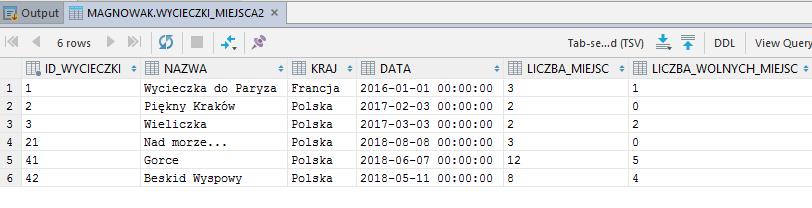 Output MAGNOWAK.WYCIECZKI_MIEJSCA2
6 rows Tab-se...d (TSV) DDL View Query
ID_WYCIECZKI NAZWA KRAJ DATA LICZBA_MIEJSC LICZBA_WOLNYCH_MIEJSC
1 1 Wycieczka do Paryza Francja 2016-01-01 00:00:00 3 1
2 2 Piękny Kraków Polska 2017-02-03 00:00:00 2 0
3 3 Wieliczka Polska 2017-03-03 00:00:00 2 2
4 21 Nad morze... Polska 2018-08-08 00:00:00 3 0
5 41 Gorce Polska 2018-06-07 00:00:00 12 5
6 42 Beskid Wyspowy Polska 2018-05-11 00:00:00 8 4